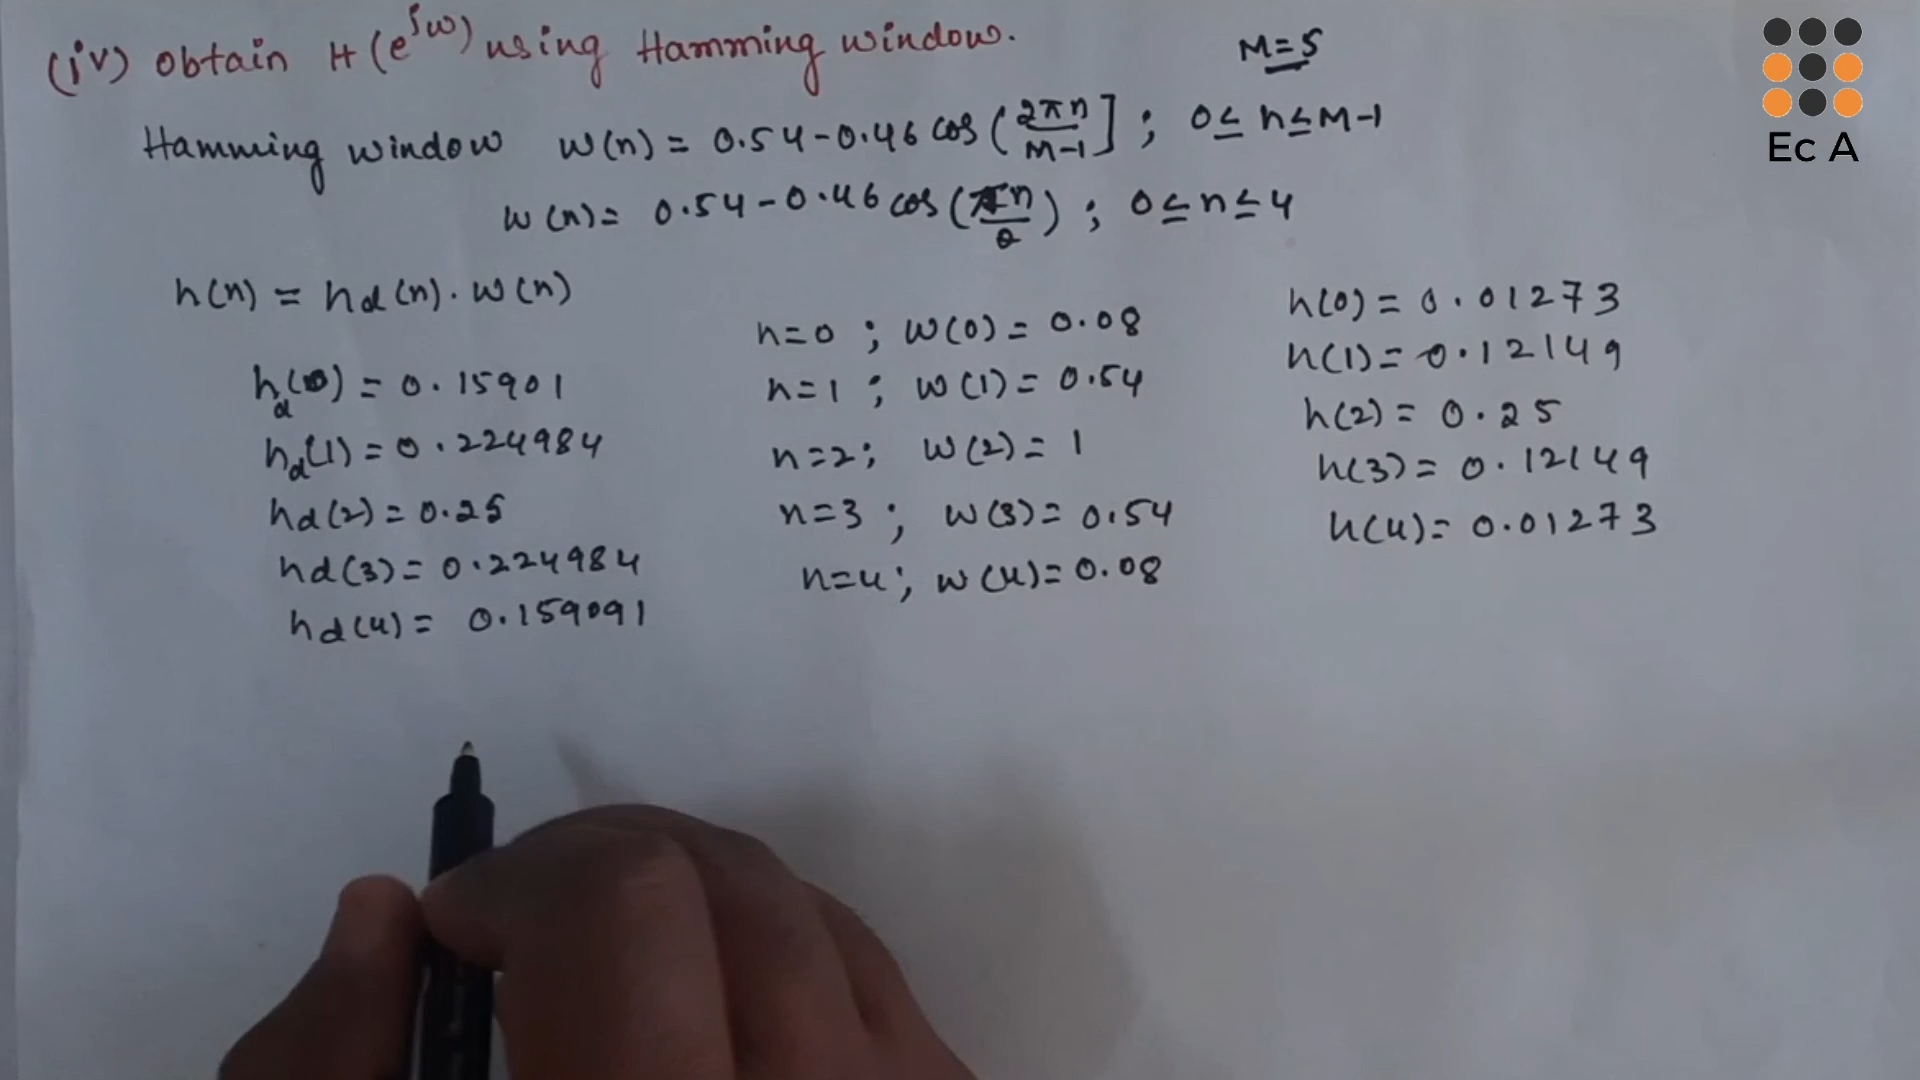 (iv) Obtain H(e^jω) using Hamming window.
M=5
Hamming window w(n) = 0.54-0.46 cos(2πn/M-1] ; 0≤n≤M-1
w(n)= 0.54-0.46 cos(πn/2) ; 0≤n≤4
h(n) = hd(n). w(n)
hd(0) = 0.15901
hd(1) = 0.224984
hd(2) = 0.25
hd(3) = 0.224984
hd(4) = 0.159091
n=0 ; w(0) = 0.08
n=1 ; w(1) = 0.54
n=2; w(2) = 1
n=3 ; w(3) = 0.54
n=4; w(4) = 0.08
h(0) = 0.01273
h(1) = 0.12149
h(2) = 0.25
h(3) = 0.12149
h(4) = 0.01273
Ec A